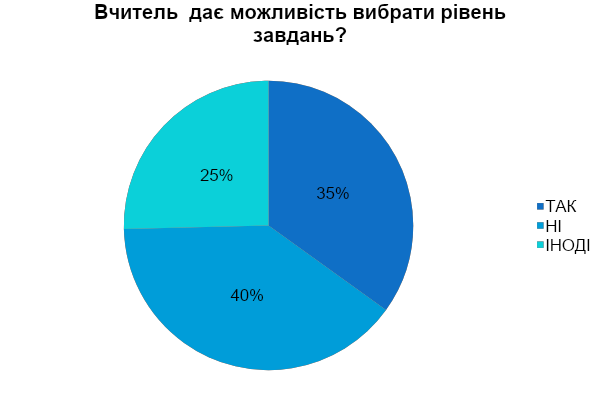 Вчитель  дає можливість вибрати рівень
завдань?
25%
35%
40%
ТАК
НІ
ІНОДІ